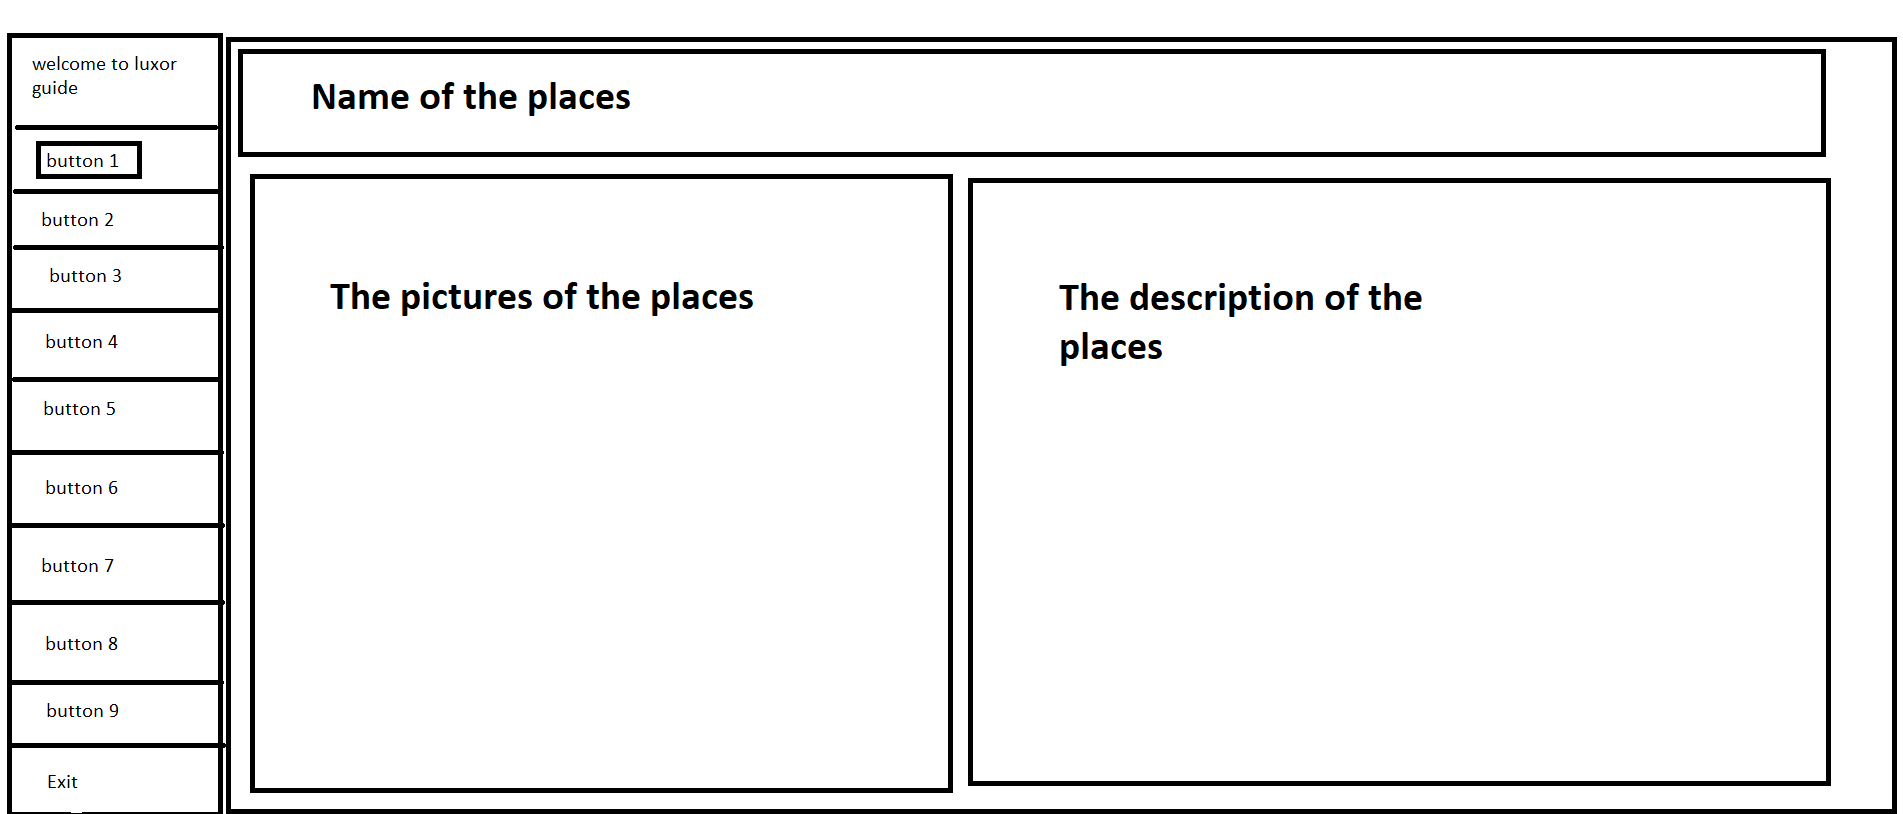 welcome to luxor
guide
button 1
button 2
button 3
button 4
button 5
button 6
button 7
button 8
button 9
Exit
Name of the places
The pictures of the places
The description of the
places